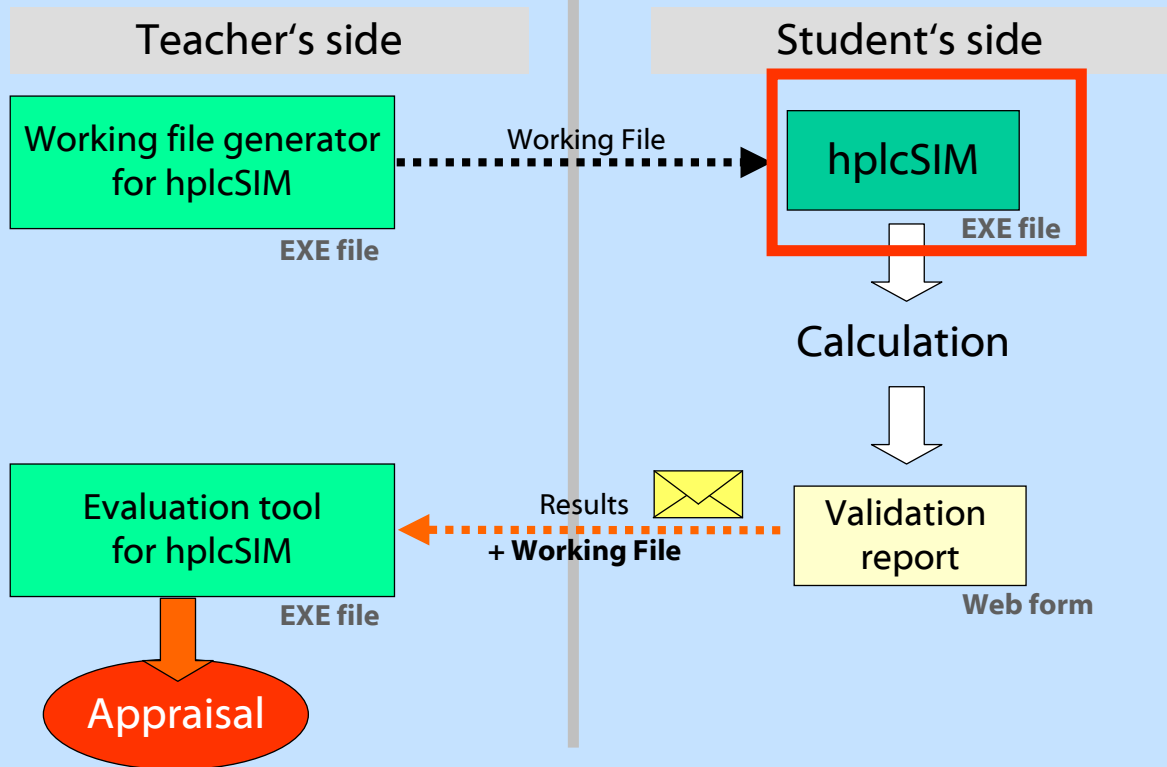 Teacher‘s side
Student‘s side
Working file generator
for hplcSIM
EXE file
Working File
hplcSIM
EXE file
Calculation
Evaluation tool
for hplcSIM
EXE file
Results
+ Working File
Validation
report
Web form
Appraisal